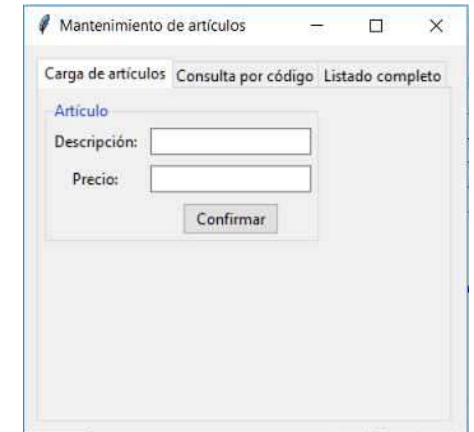 Mantenimiento de artículos
Carga de artículos Consulta por código Listado completo
Artículo
Descripción:
Precio:
Confirmar